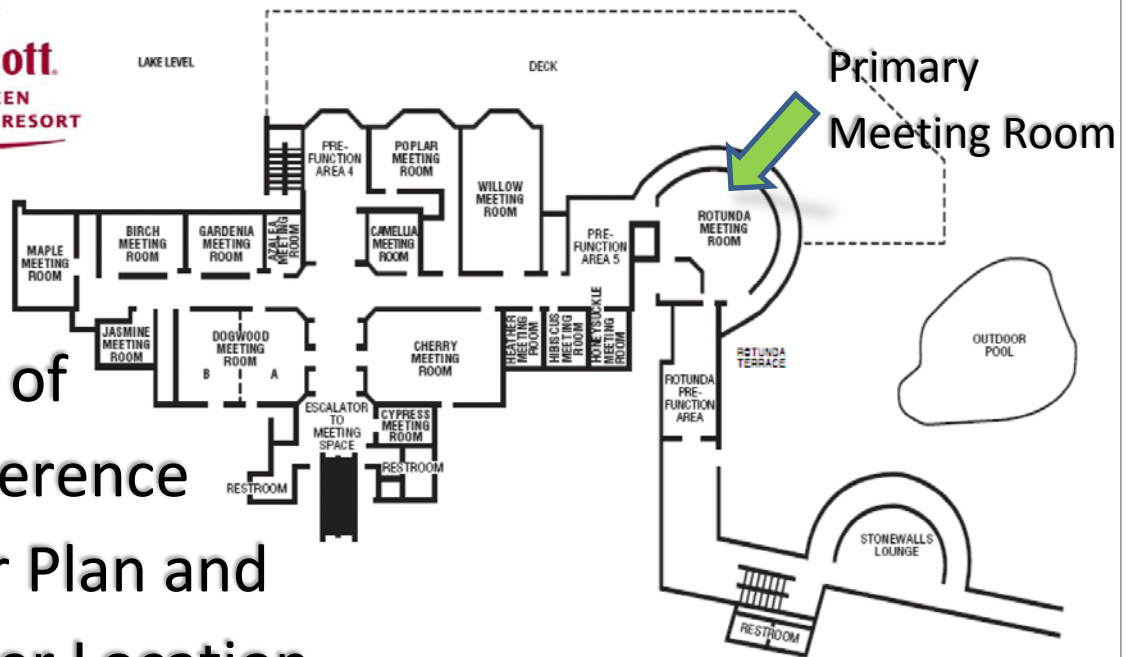 ott.
EEN
RESORT
LAKE LEVEL
DECK
Primary
Meeting Room
PRE-
FUNCTION
AREA 4
POPLAR
MEETING
ROOM
WILLOW
MEETING
ROOM
ROTUNDA
MEETING
ROOM
MAPLE
MEETING
ROOM
BIRCH
MEETING
ROOM
GARDENIA
MEETING
ROOM
AZALEA
MEETING
ROOM
CAMELLIA
MEETING
ROOM
PRE-
FUNCTION
AREA 5
JASMINE
MEETING
ROOM
DOGWOOD
MEETING
ROOM
B
A
CHERRY
MEETING
ROOM
HEATHER
MEETING
ROOM
HIBISCUS
MEETING
ROOM
HONEYSUCKLE
MEETING
ROOM
ROTUNDA
TERRACE
OUTDOOR
POOL
ROTUNDA
PRE-
FUNCTION
AREA
of
ESCALATOR
TO
MEETING
SPACE
CYPRESS
MEETING
ROOM
RESTROOM
RESTROOM
erence
r Plan and
er Location
STONEWALLS
LOUNGE
RESTROOM